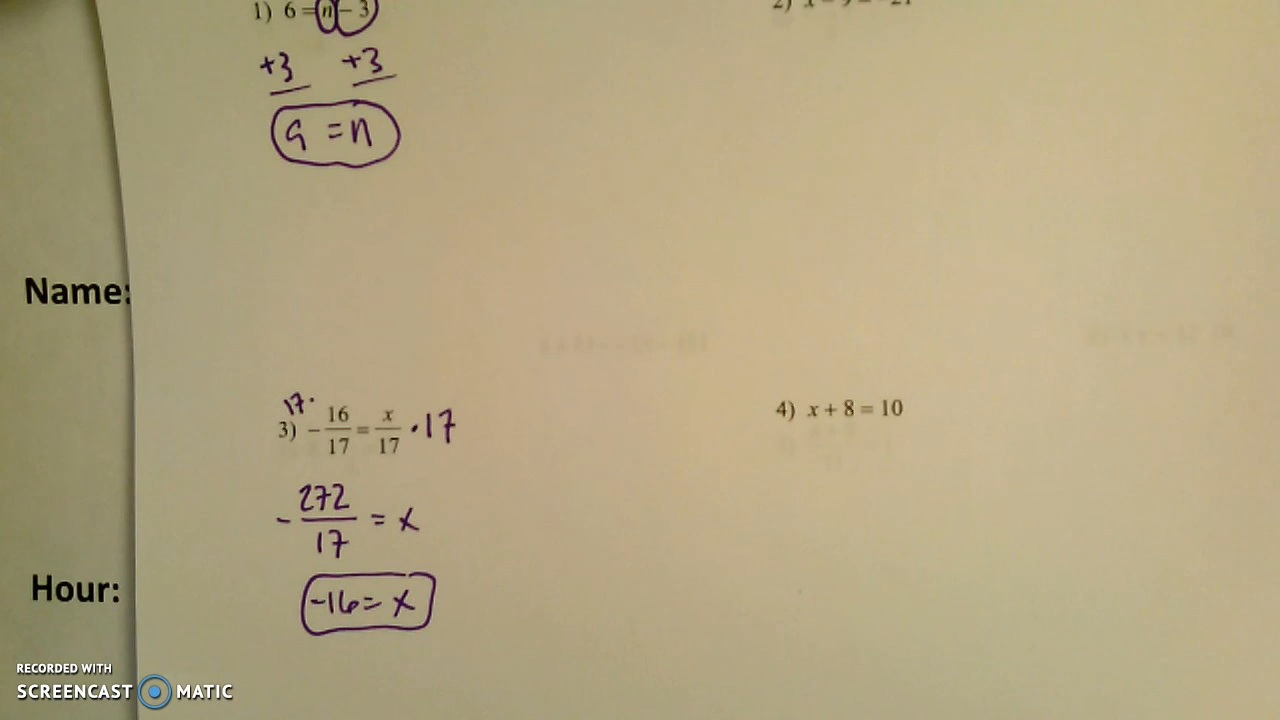 1) 6 = n - 3
+3 +3
9 = n
Name:
17·
3) - 16/17 = x/17 · 17
4) x + 8 = 10
- 272/17 = x
Hour:
-16 = x
RECORDED WITH
SCREENCAST MATIC